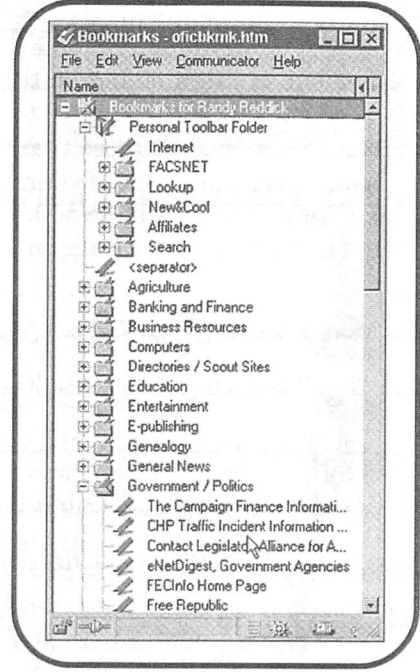 Bookmarks - oficbkmk.htm
File Edit View Communicator Help
Name
Bookmarks for Randy Reddick
Personal Toolbar Folder
Internet
FACSNET
Lookup
New&Cool
Affiliates
Search
<separator>
Agriculture
Banking and Finance
Business Resources
Computers
Directories / Scout Sites
Education
Entertainment
E-publishing
Genealogy
General News
Government / Politics
The Campaign Finance Informati...
CHP Traffic Incident Information ...
Contact Legislator Alliance for A...
eNetDigest, Government Agencies
FECInfo Home Page
Free Republic